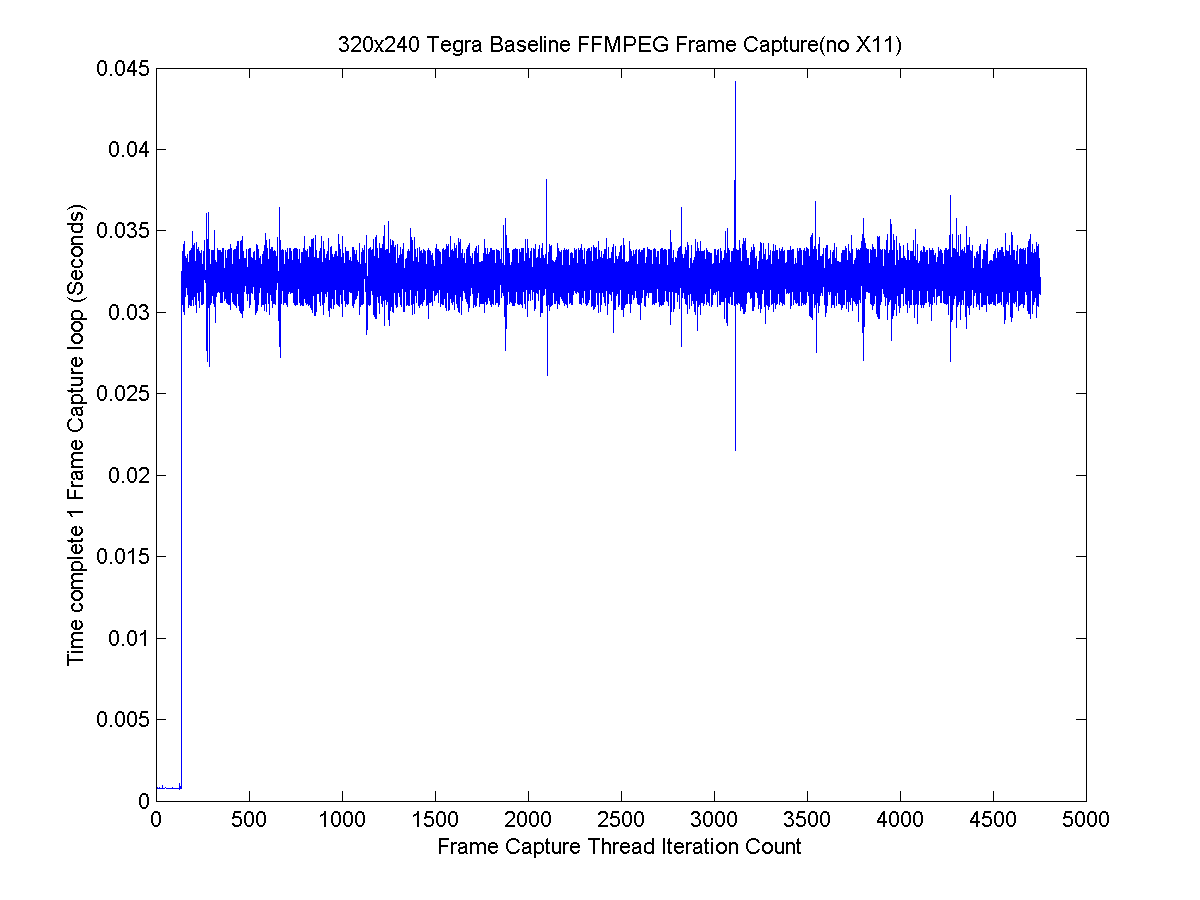 320x240 Tegra Baseline FFMPEG Frame Capture(no X11)
0.045
0.04
0.035
0.03
0.025
0.02
0.015
0.01
0.005
0
Time complete 1 Frame Capture loop (Seconds)
0 500 1000 1500 2000 2500 3000 3500 4000 4500 5000
Frame Capture Thread Iteration Count